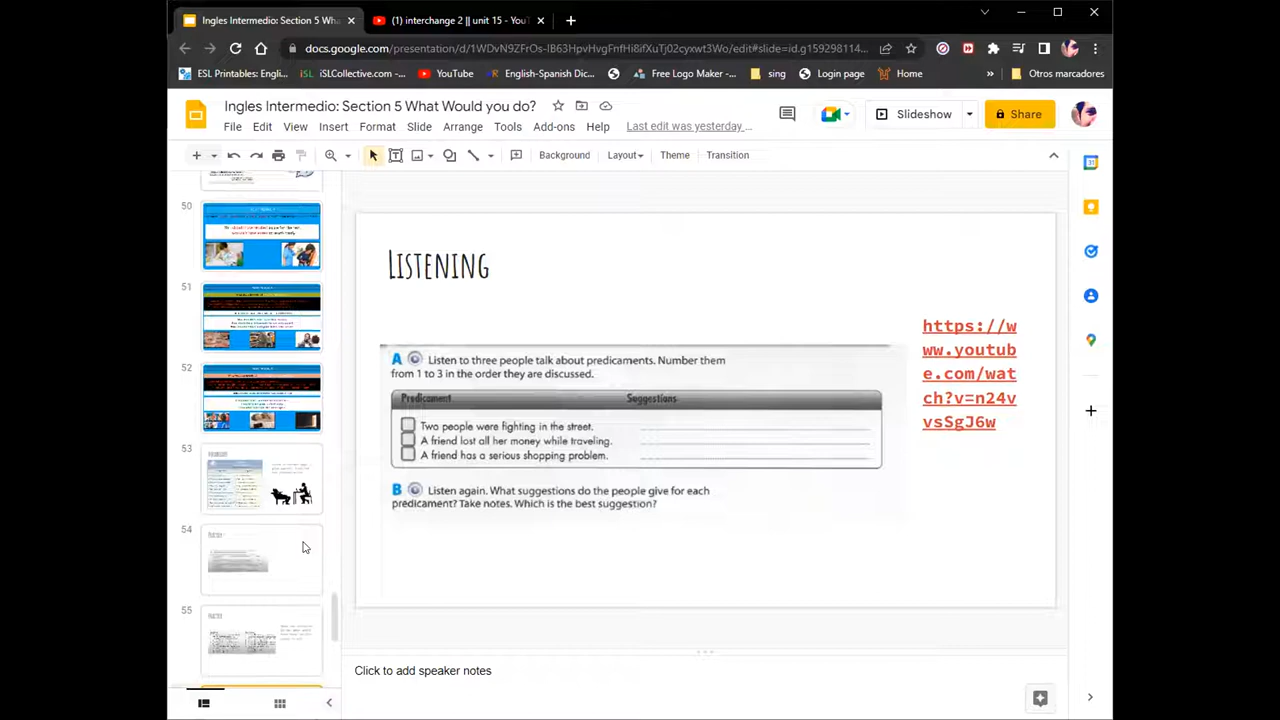 Ingles Intermedio: Section 5 Wha
(1) interchange 2 || unit 15 - YouT
docs.google.com/presentation/d/1WDvN9ZFrOs-IB63HpvHvgFnfHi8ifXuTj02cyxwt3Wo/edit#slide=id.g159298114...
ESL Printables: Engli...
iSLCollective.com -...
YouTube
English-Spanish Dic...
Free Logo Maker -...
sing
Login page
Home
»
Otros marcadores
Ingles Intermedio: Section 5 What Would you do?
File Edit View Insert Format Slide Arrange Tools Add-ons Help Last edit was yesterday ...
Slideshow
Share
Background Layout Theme Transition
50
51
52
53
54
55
Listening
A Listen to three people talk about predicaments. Number them
from 1 to 3 in the order they are discussed.
Predicament Suggestions
Two people were fighting in the street.
A friend lost all her money while traveling.
A friend has a serious shopping problem.
B Listen again. What suggestions do the people give for each
predicament? Take notes. Which is the best suggestion?
https://w
ww.youtub
e.com/wat
ch?v=n24v
vsSgJ6w
Click to add speaker notes